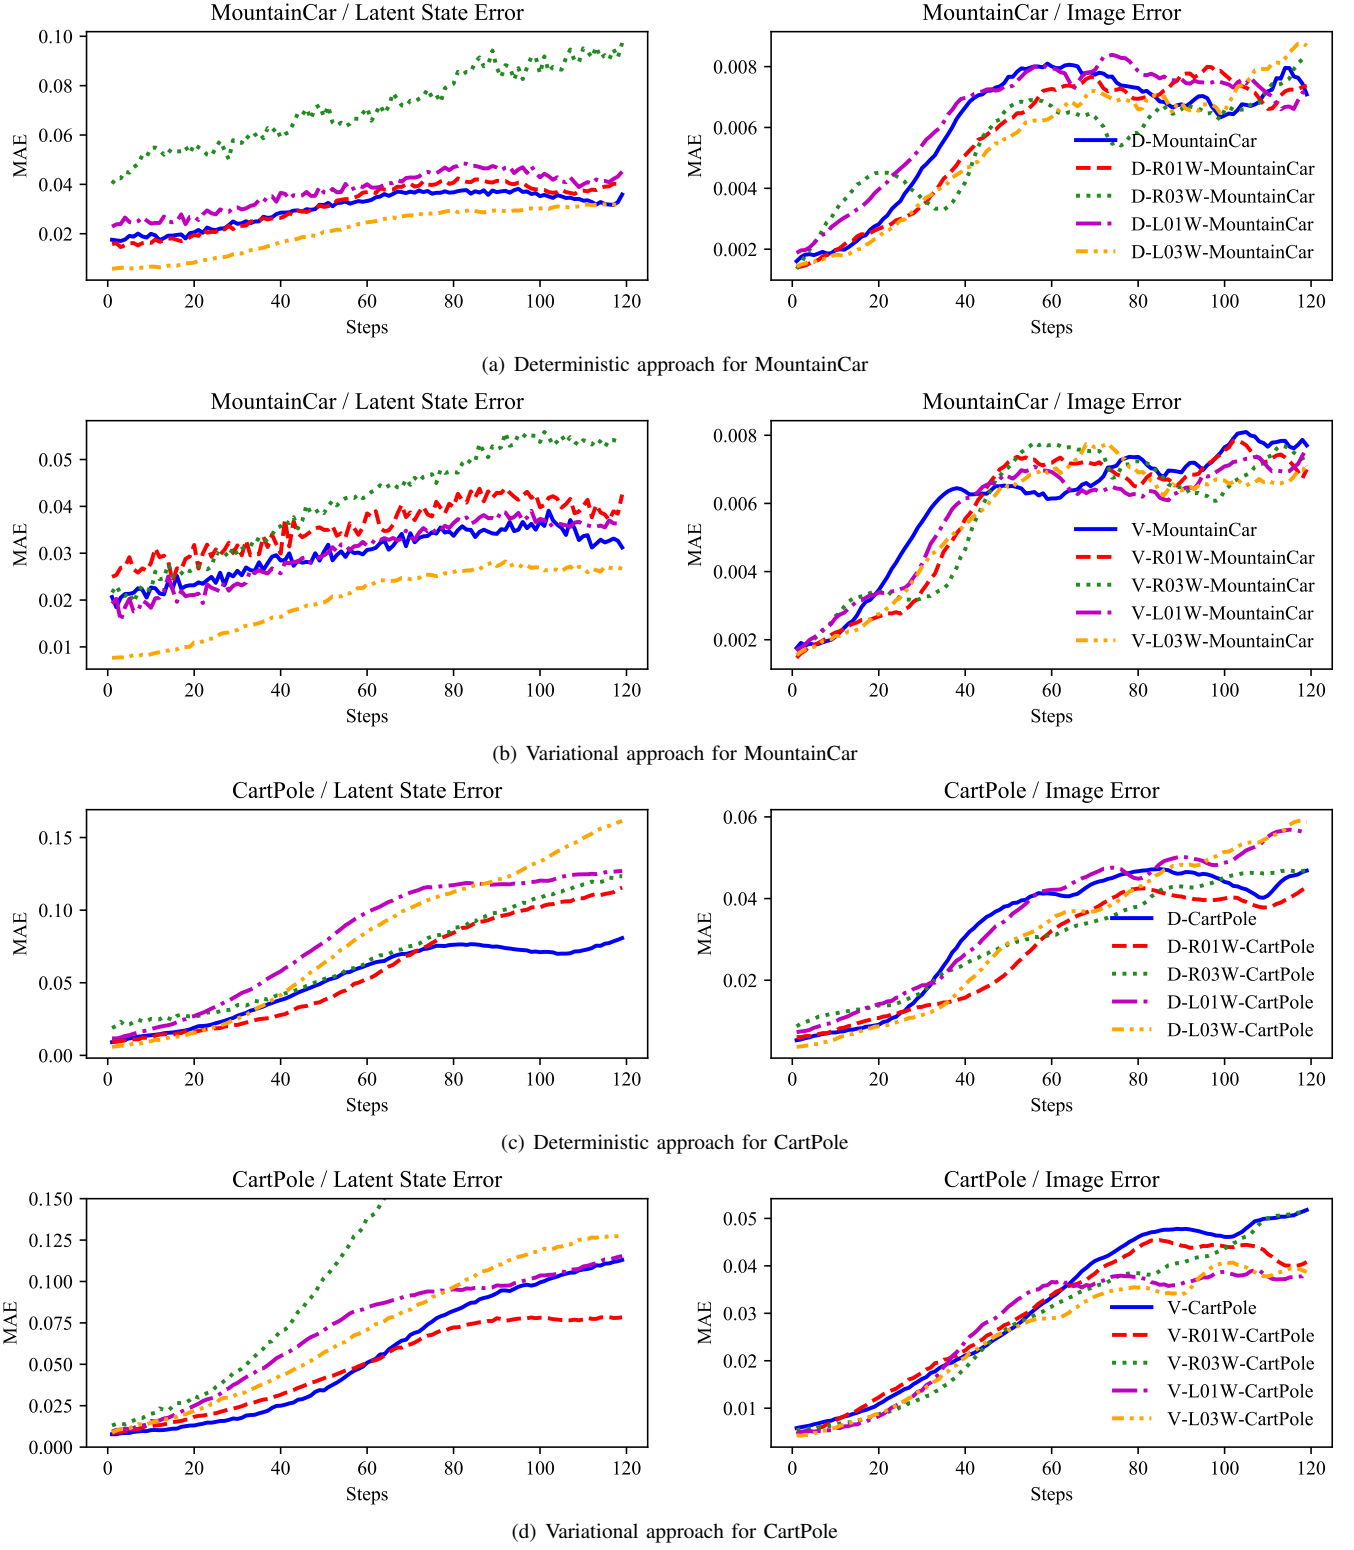 MountainCar / Latent State Error
MAE
0.10
0.08
0.06
0.04
0.02
0 20 40 60 80 100 120
Steps
MountainCar / Image Error
MAE
0.008
0.006
0.004
0.002
D-MountainCar
D-R01W-MountainCar
D-R03W-MountainCar
D-L01W-MountainCar
D-L03W-MountainCar
0 20 40 60 80 100 120
Steps
(a) Deterministic approach for MountainCar
MountainCar / Latent State Error
MAE
0.05
0.04
0.03
0.02
0.01
0 20 40 60 80 100 120
Steps
MountainCar / Image Error
MAE
0.008
0.006
0.004
0.002
V-MountainCar
V-R01W-MountainCar
V-R03W-MountainCar
V-L01W-MountainCar
V-L03W-MountainCar
0 20 40 60 80 100 120
Steps
(b) Variational approach for MountainCar
CartPole / Latent State Error
MAE
0.15
0.10
0.05
0.00
0 20 40 60 80 100 120
Steps
CartPole / Image Error
MAE
0.06
0.04
0.02
D-CartPole
D-R01W-CartPole
D-R03W-CartPole
D-L01W-CartPole
D-L03W-CartPole
0 20 40 60 80 100 120
Steps
(c) Deterministic approach for CartPole
CartPole / Latent State Error
MAE
0.150
0.125
0.100
0.075
0.050
0.025
0.000
0 20 40 60 80 100 120
Steps
CartPole / Image Error
MAE
0.05
0.04
0.03
0.02
0.01
V-CartPole
V-R01W-CartPole
V-R03W-CartPole
V-L01W-CartPole
V-L03W-CartPole
0 20 40 60 80 100 120
Steps
(d) Variational approach for CartPole